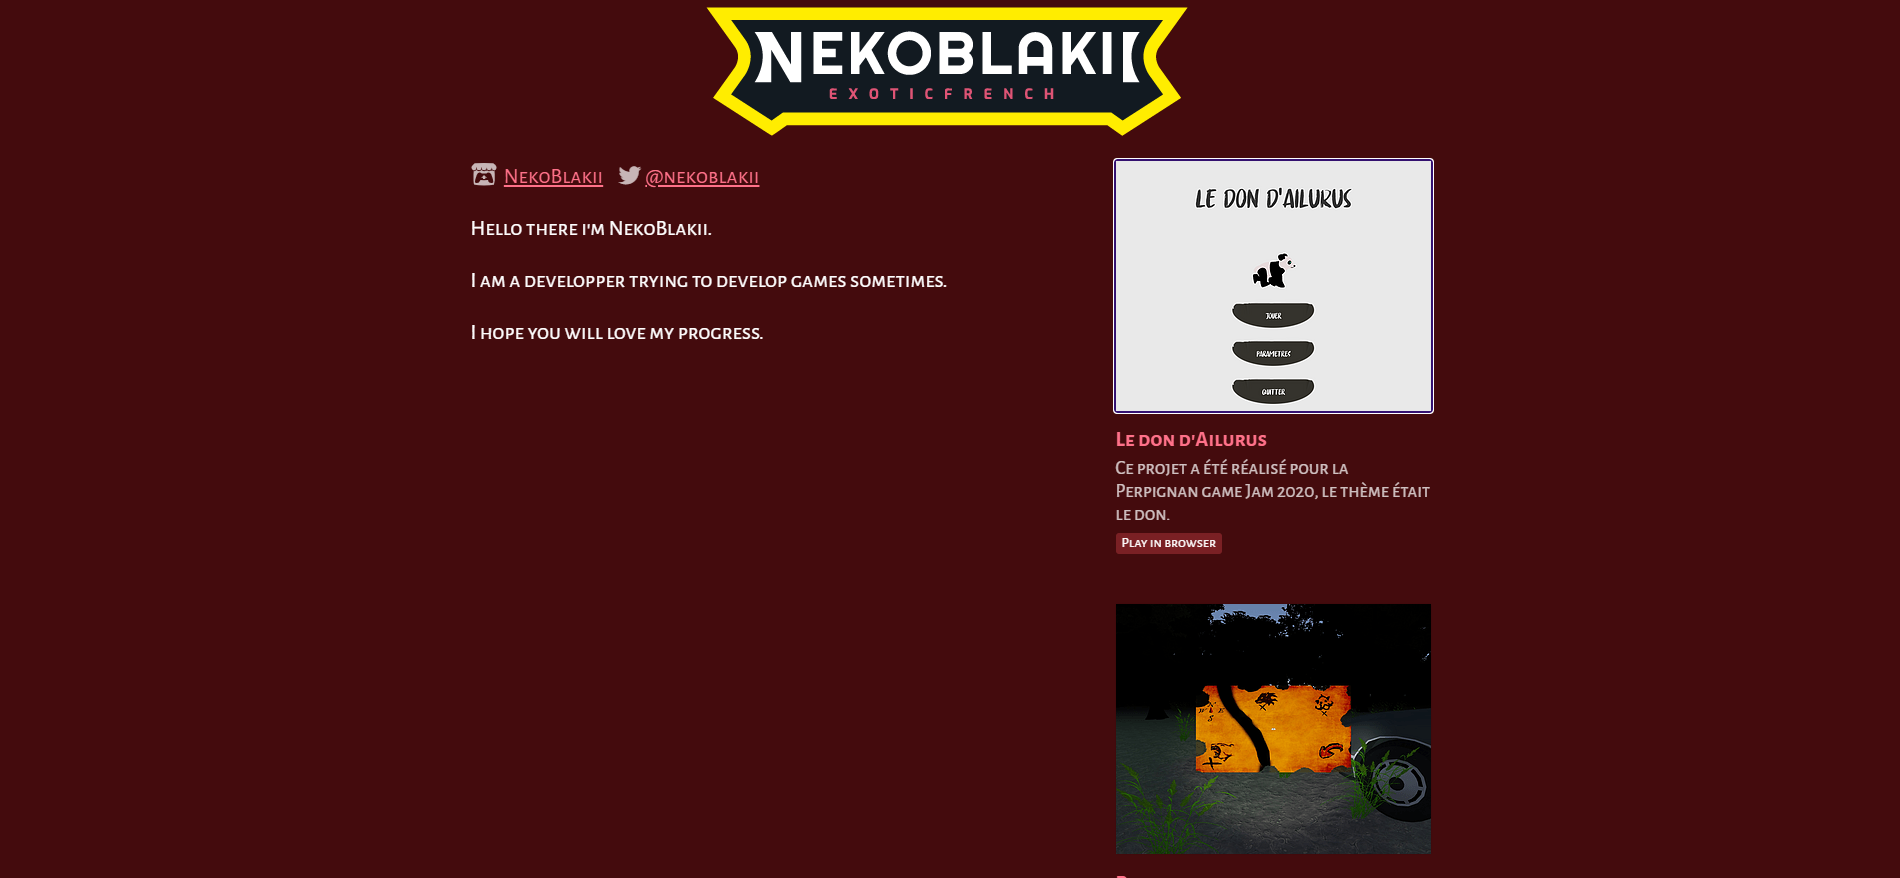 NEKOBLAKII
EXOTICFRENCH
NekoBlakii @nekoblakii
Hello there i'm NekoBlakii.
I am a developper trying to develop games sometimes.
I hope you will love my progress.
LE DON D'AILURUS
JOUER
PARAMETRES
QUITTER
Le don d'Ailurus
Ce projet a été réalisé pour la
Perpignan game Jam 2020, le thème était
le don.
Play in browser